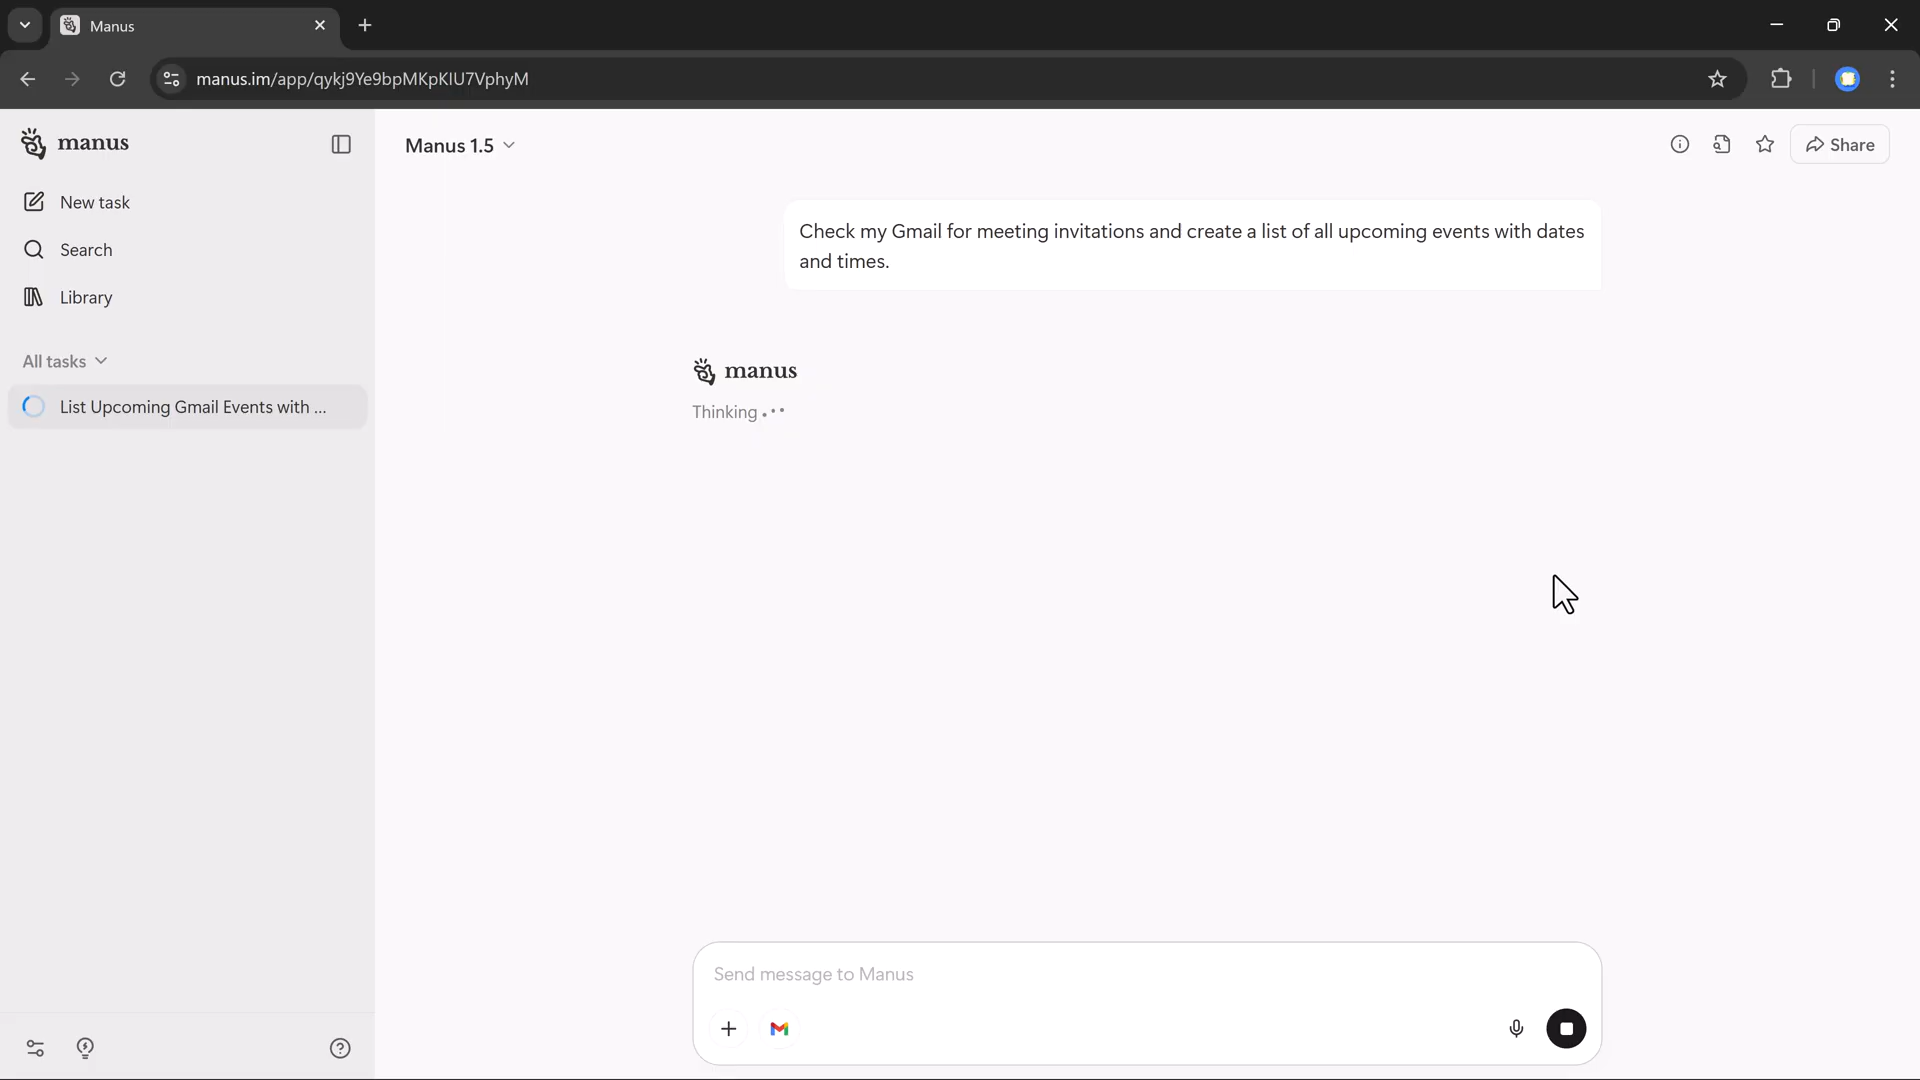 Manus
manus.im/app/qykj9Ye9bpMKpKIU7VphyM
manus
New task
Search
Library
All tasks
List Upcoming Gmail Events with ...
Manus 1.5
Share
Check my Gmail for meeting invitations and create a list of all upcoming events with dates
and times.
manus
Thinking
Send message to Manus